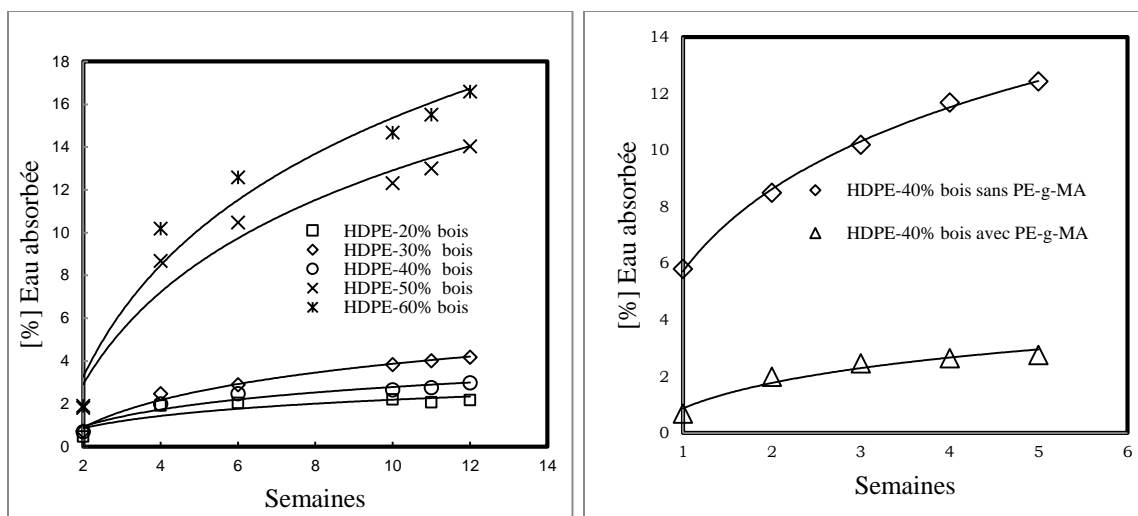 [%] Eau absorbée
18
16
14
12
10
8
6
4
2
0
2
4
6
8
10
12
14
Semaines
HDPE-20% bois
HDPE-30% bois
HDPE-40% bois
HDPE-50% bois
HDPE-60% bois
[%] Eau absorbée
14
12
10
8
6
4
2
0
1
2
3
4
5
6
Semaines
HDPE-40% bois sans PE-g-MA
HDPE-40% bois avec PE-g-MA